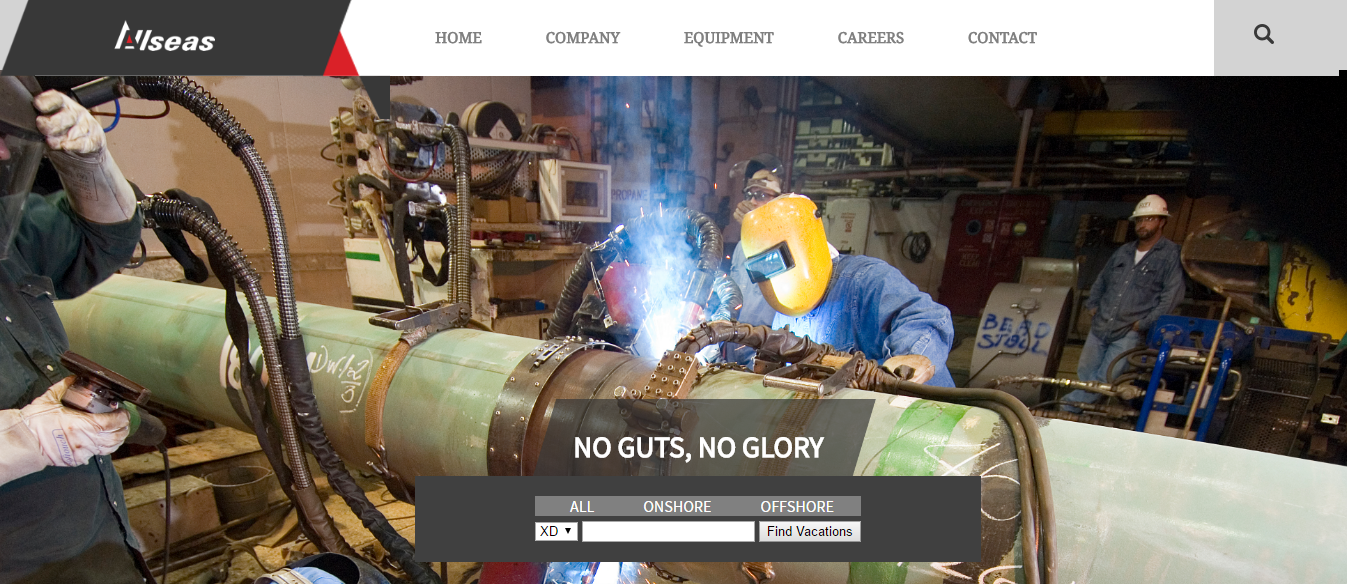 Allseas
HOME COMPANY EQUIPMENT CAREERS CONTACT
PROPANE
BEAD
STOOL
NO GUTS, NO GLORY
ALL ONSHORE OFFSHORE
XD Find Vacations